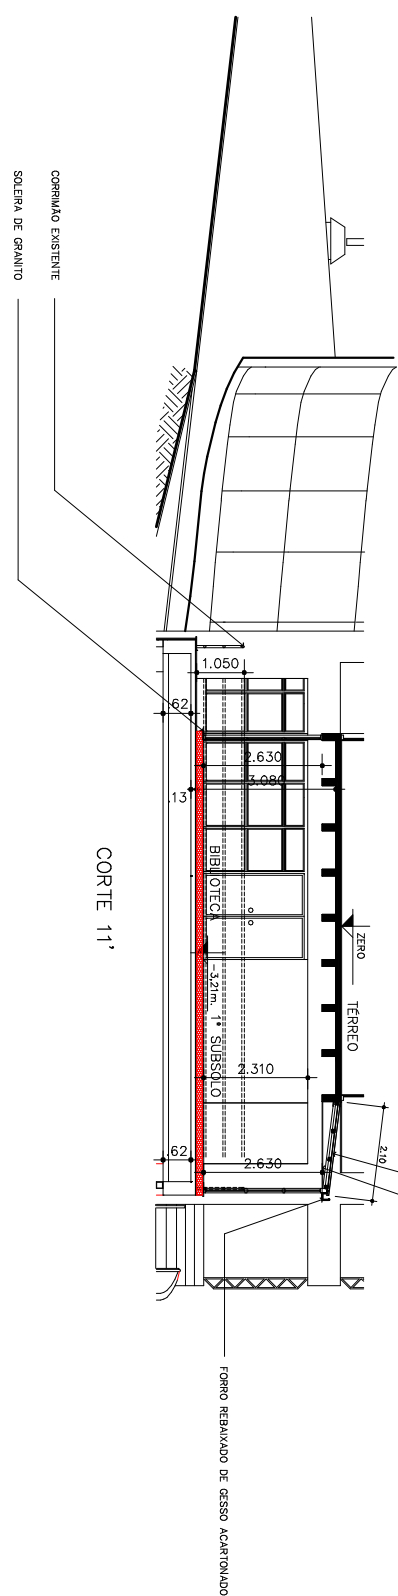 FORRO REBAIXADO DE GESSO ACARTONADO
2.10
ZERO
TÉRREO
3.080
2.630
2.310
2.630
BIBLIOTECA
-3,21m.
1° SUBSOLO
1.050
.62
.13
.62
CORTE 11'
CORRIMÃO EXISTENTE
SOLEIRA DE GRANITO